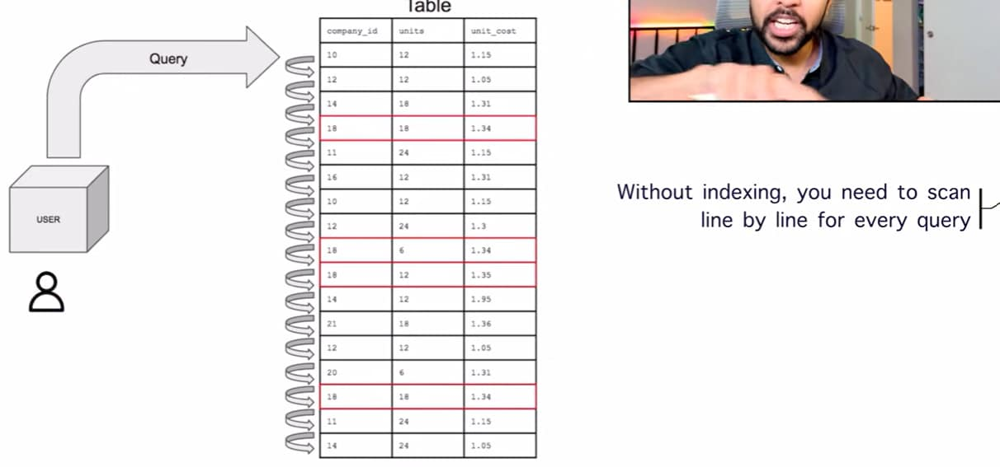 Table
Query
company_id units unit_cost
10 12 1.15
12 12 1.05
14 18 1.31
18 18 1.34
11 24 1.15
16 12 1.31
10 12 1.15
12 24 1.3
18 6 1.34
18 12 1.35
14 12 1.95
21 18 1.36
12 12 1.05
20 6 1.31
18 18 1.34
11 24 1.15
14 24 1.05
USER
Without indexing, you need to scan
line by line for every query